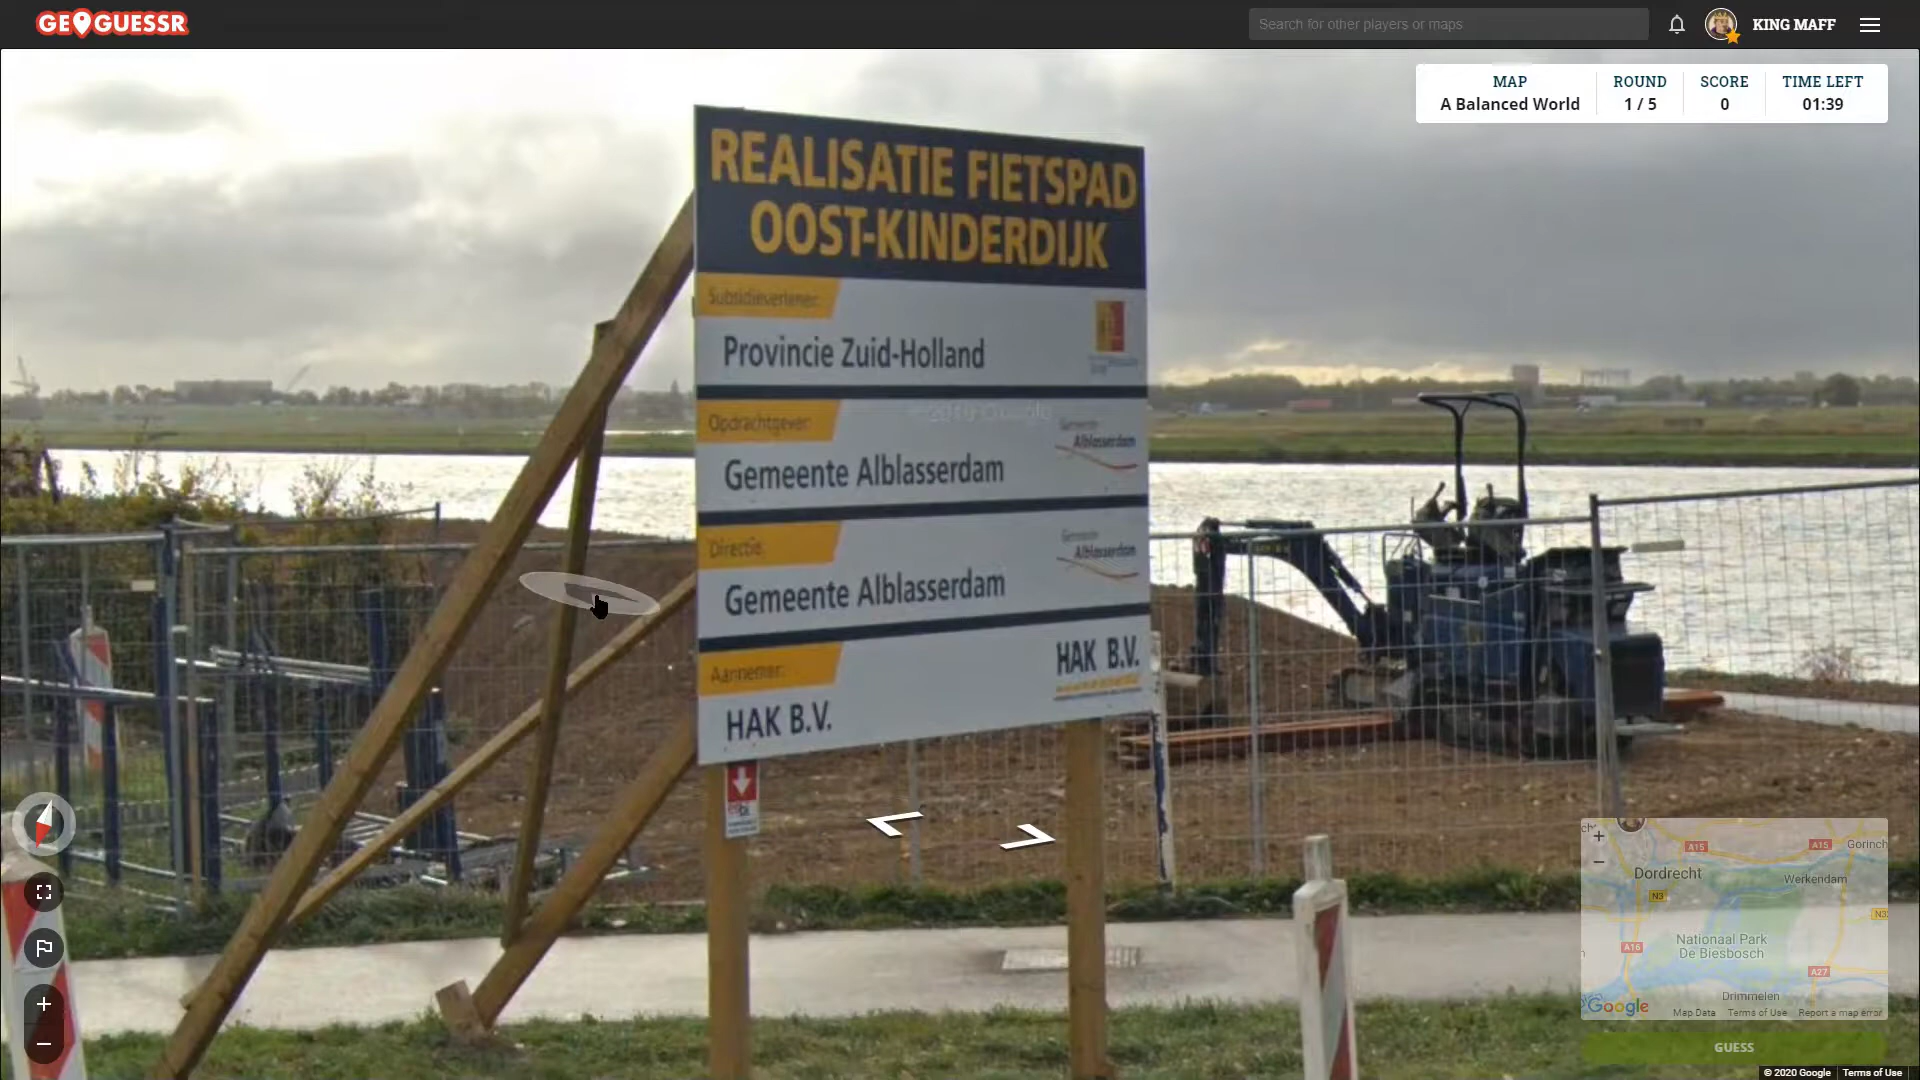 GEOGUESSR
Search for other players or maps
KING MAFF
MAP
A Balanced World
ROUND
1 / 5
SCORE
0
TIME LEFT
01:39
REALISATIE FIETSPAD
OOST-KINDERDIJK
Subsidieverlener:
Provincie Zuid-Holland
Opdrachtgever:
Gemeente
Alblasserdam
Gemeente Alblasserdam
Directie:
Gemeente
Alblasserdam
Gemeente Alblasserdam
Aannemer:
HAK B.V.
HAK B.V.
A15
A15
Gorinch
Dordrecht
Werkendam
N3
N3
Nationaal Park
De Biesbosch
A16
A27
Drimmelen
Google
Map Data
Terms of Use
Report a map error
GUESS
© 2020 Google
Terms of Use